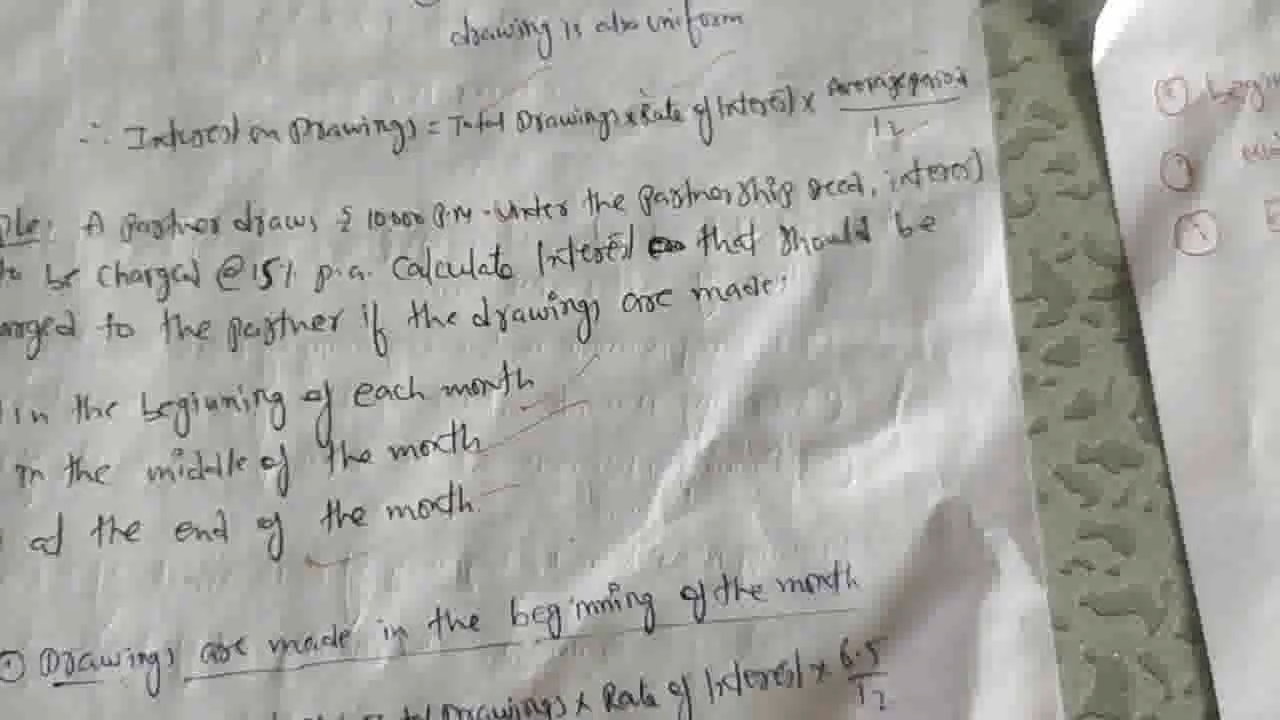 drawing is also uniform
∴ Interest on Drawings = Total Drawings x Rate of Interest x Average period / 12
ple: A partner draws ₹ 10000 P.M. Under the partnership deed, interest
to be charged @ 15% p.a. Calculate Interest that should be
arged to the partner if the drawings are made:
in the beginning of each month
in the middle of the month
at the end of the month
① Drawings are made in the beginning of the month
tal Drawings x Rate of Interest x 6.5 / 12
① begin